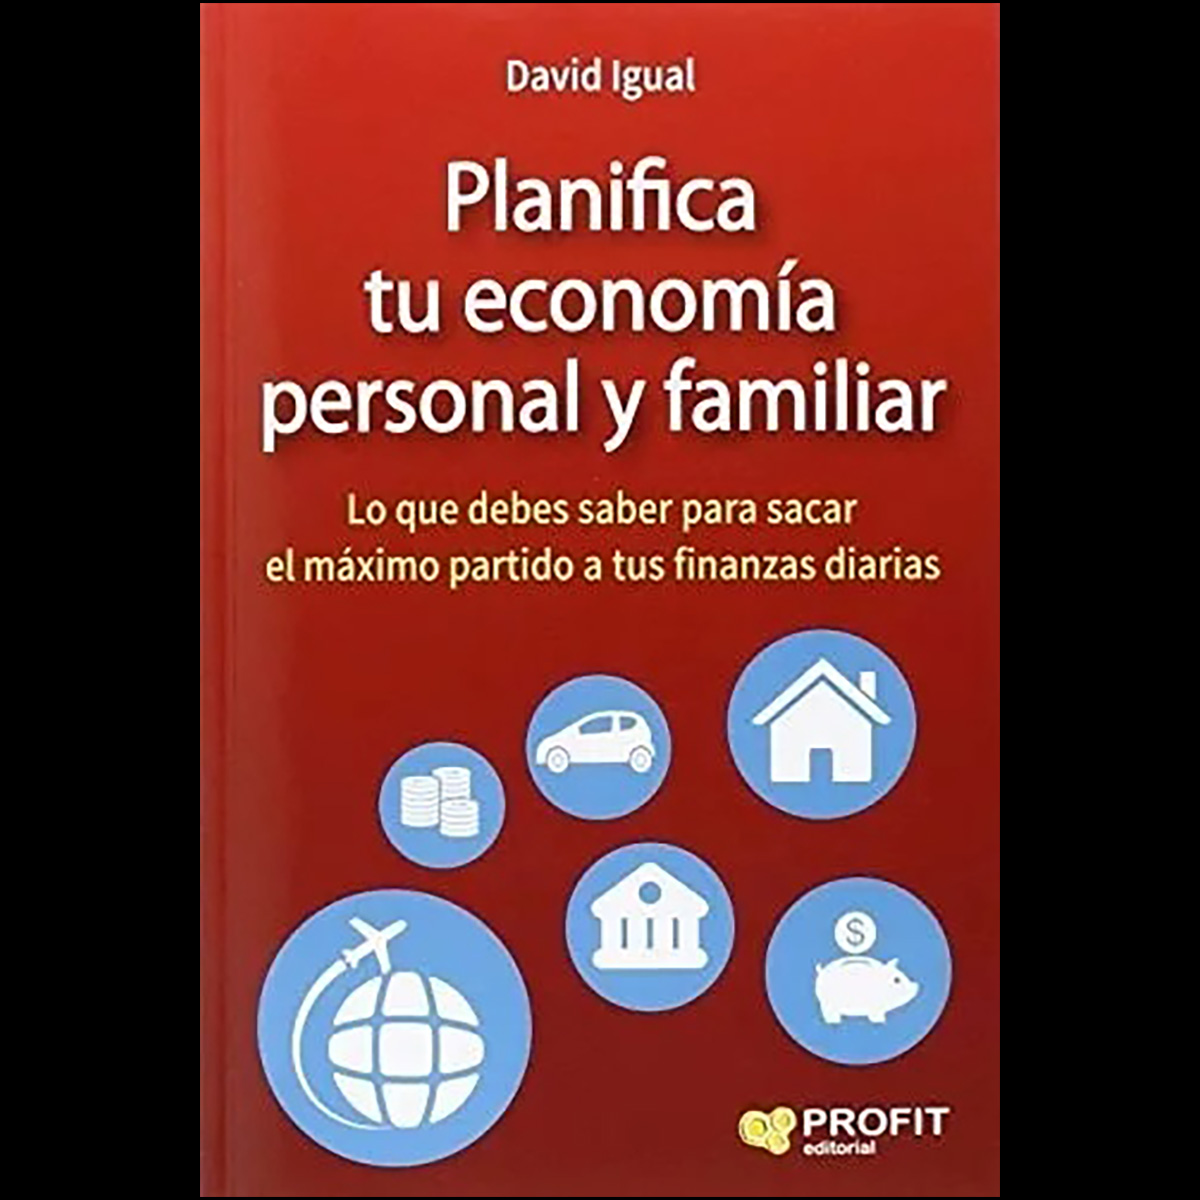 David Igual
Planifica
tu economía
personal y familiar
Lo que debes saber para sacar
el máximo partido a tus finanzas diarias
$
PROFIT
editorial